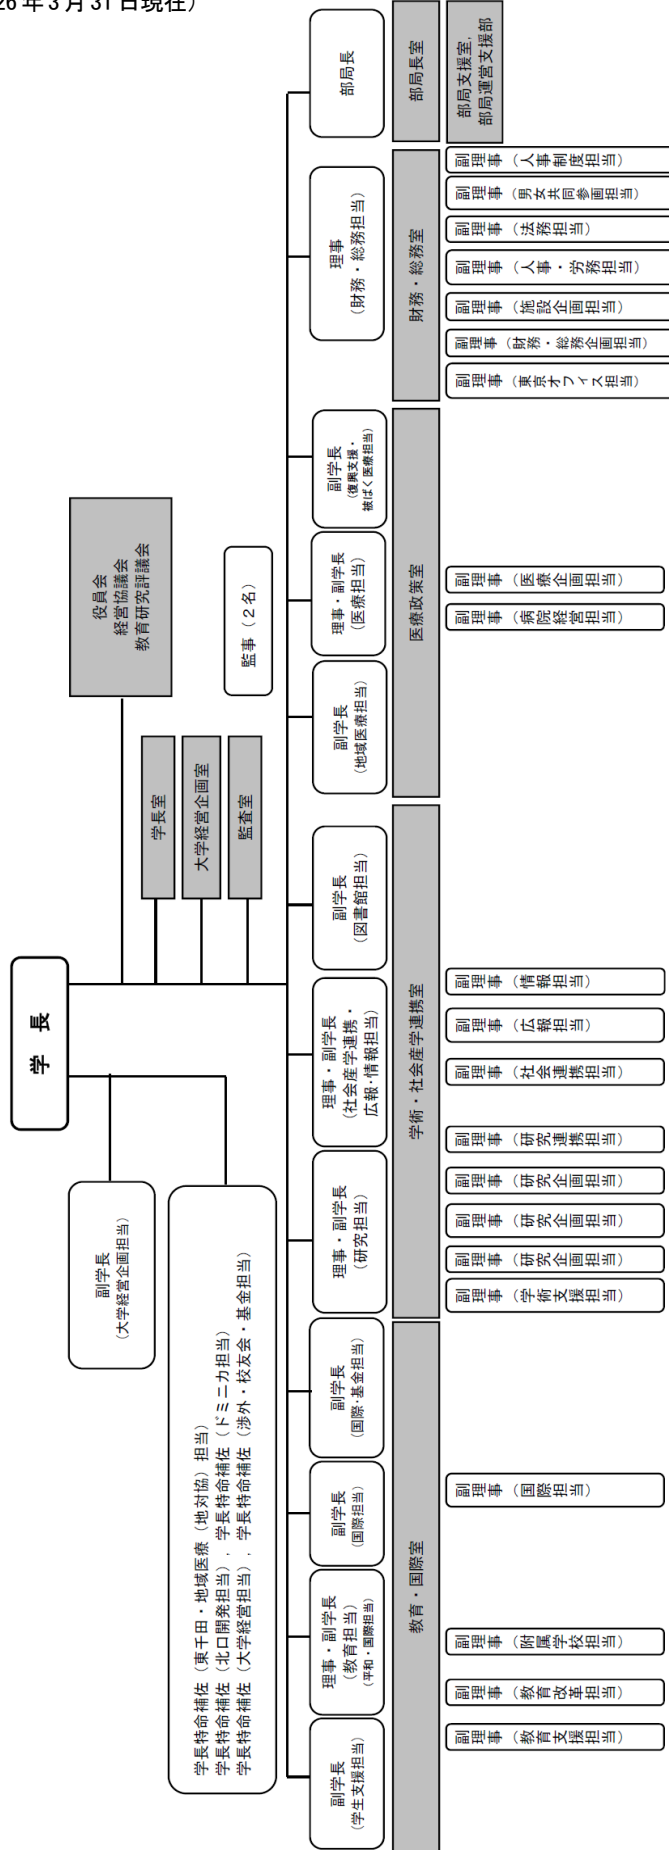 26年3月31日現在）
学 長
副学長
（大学経営企画担当）
学長特命補佐（東千田・地域医療（地対協）担当）
学長特命補佐（北口開発担当），学長特命補佐（ドミニカ担当）
学長特命補佐（大学経営担当），学長特命補佐（渉外・校友会・基金担当）
役員会
経営協議会
教育研究評議会
学長室
大学経営企画室
監査室
監事（２名）
副学長
（学生支援担当）
理事・副学長
（教育担当）
（平和・国際担当）
副学長
（国際担当）
副学長
（国際・基金担当）
理事・副学長
（研究担当）
理事・副学長
（社会産学連携・
広報・情報担当）
副学長
（図書館担当）
副学長
（地域医療担当）
理事・副学長
（医療担当）
副学長
（復興支援・
被ばく医療担当）
理事
（財務・総務担当）
部局長
教育・国際室
学術・社会産学連携室
医療政策室
財務・総務室
部局長室
副理事（教育支援担当）
副理事（教育改革担当）
副理事（附属学校担当）
副理事（国際担当）
副理事（学術支援担当）
副理事（研究企画担当）
副理事（研究企画担当）
副理事（研究企画担当）
副理事（研究連携担当）
副理事（社会連携担当）
副理事（広報担当）
副理事（情報担当）
副理事（病院経営担当）
副理事（医療企画担当）
副理事（東京オフィス担当）
副理事（財務・総務企画担当）
副理事（施設企画担当）
副理事（人事・労務担当）
副理事（法務担当）
副理事（男女共同参画担当）
副理事（人事制度担当）
部局支援室，
部局運営支援部